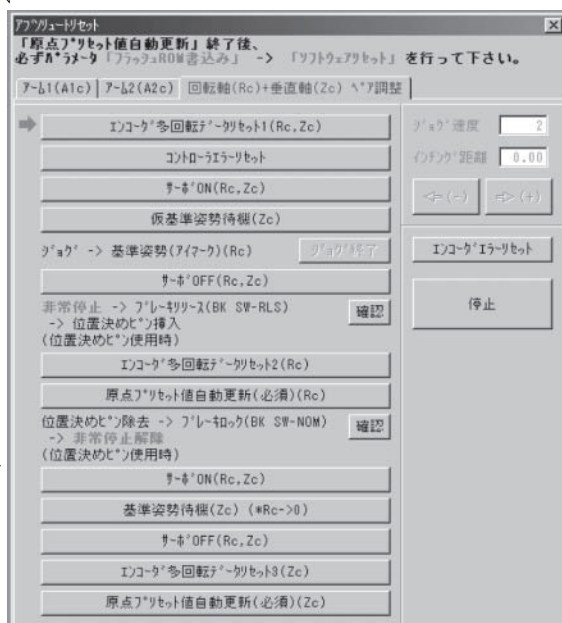 アブソリュートリセット
「原点プリセット値自動更新」終了後、
必ずパラメータ「フラッシュROM書込み」 -> 「ソフトウェアリセット」 を行って下さい。
アーム1(A1c) アーム2(A2c) 回転軸(Rc)+垂直軸(Zc) ペア調整
エンコーダ多回転データリセット1(Rc,Zc)
コントローラエラーリセット
サーボON(Rc,Zc)
仮基準姿勢待機(Zc)
ジョグ -> 基準姿勢(アイマーク)(Rc) ジョグ終了
サーボOFF(Rc,Zc)
非常停止 -> ブレーキリリース(BK SW-RLS)
-> 位置決めピン挿入
(位置決めピン使用時)
確認
エンコーダ多回転データリセット2(Rc)
原点プリセット値自動更新(必須)(Rc)
位置決めピン除去 -> ブレーキロック(BK SW-NOM)
-> 非常停止解除
(位置決めピン使用時)
確認
サーボON(Rc,Zc)
基準姿勢待機(Zc) (*Rc->0)
サーボOFF(Rc,Zc)
エンコーダ多回転データリセット3(Zc)
原点プリセット値自動更新(必須)(Zc)
ジョグ速度 2
インチング距離 0.00
(-) (+)
エンコーダエラーリセット
停止